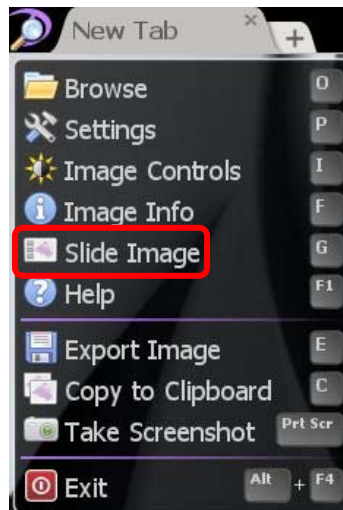 New Tab × +
Browse O
Settings P
Image Controls I
Image Info F
Slide Image G
Help F1
Export Image E
Copy to Clipboard C
Take Screenshot Prt Scr
Exit Alt + F4